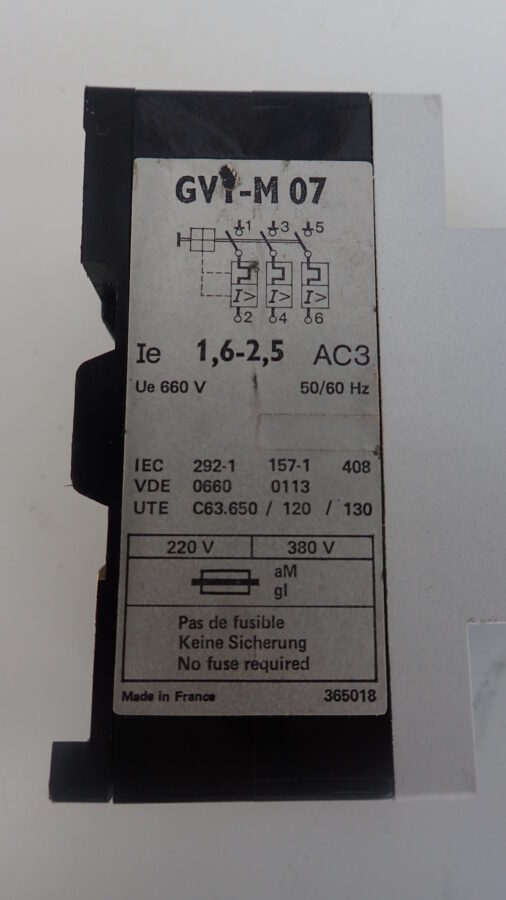 GV1-M 07
1 3 5
I> I> I>
2 4 6
Ie 1,6-2,5 AC3
Ue 660 V 50/60 Hz
IEC 292-1 157-1 408
VDE 0660 0113
UTE C63.650 / 120 / 130
220 V 380 V
aM
gl
Pas de fusible
Keine Sicherung
No fuse required
Made in France 365018